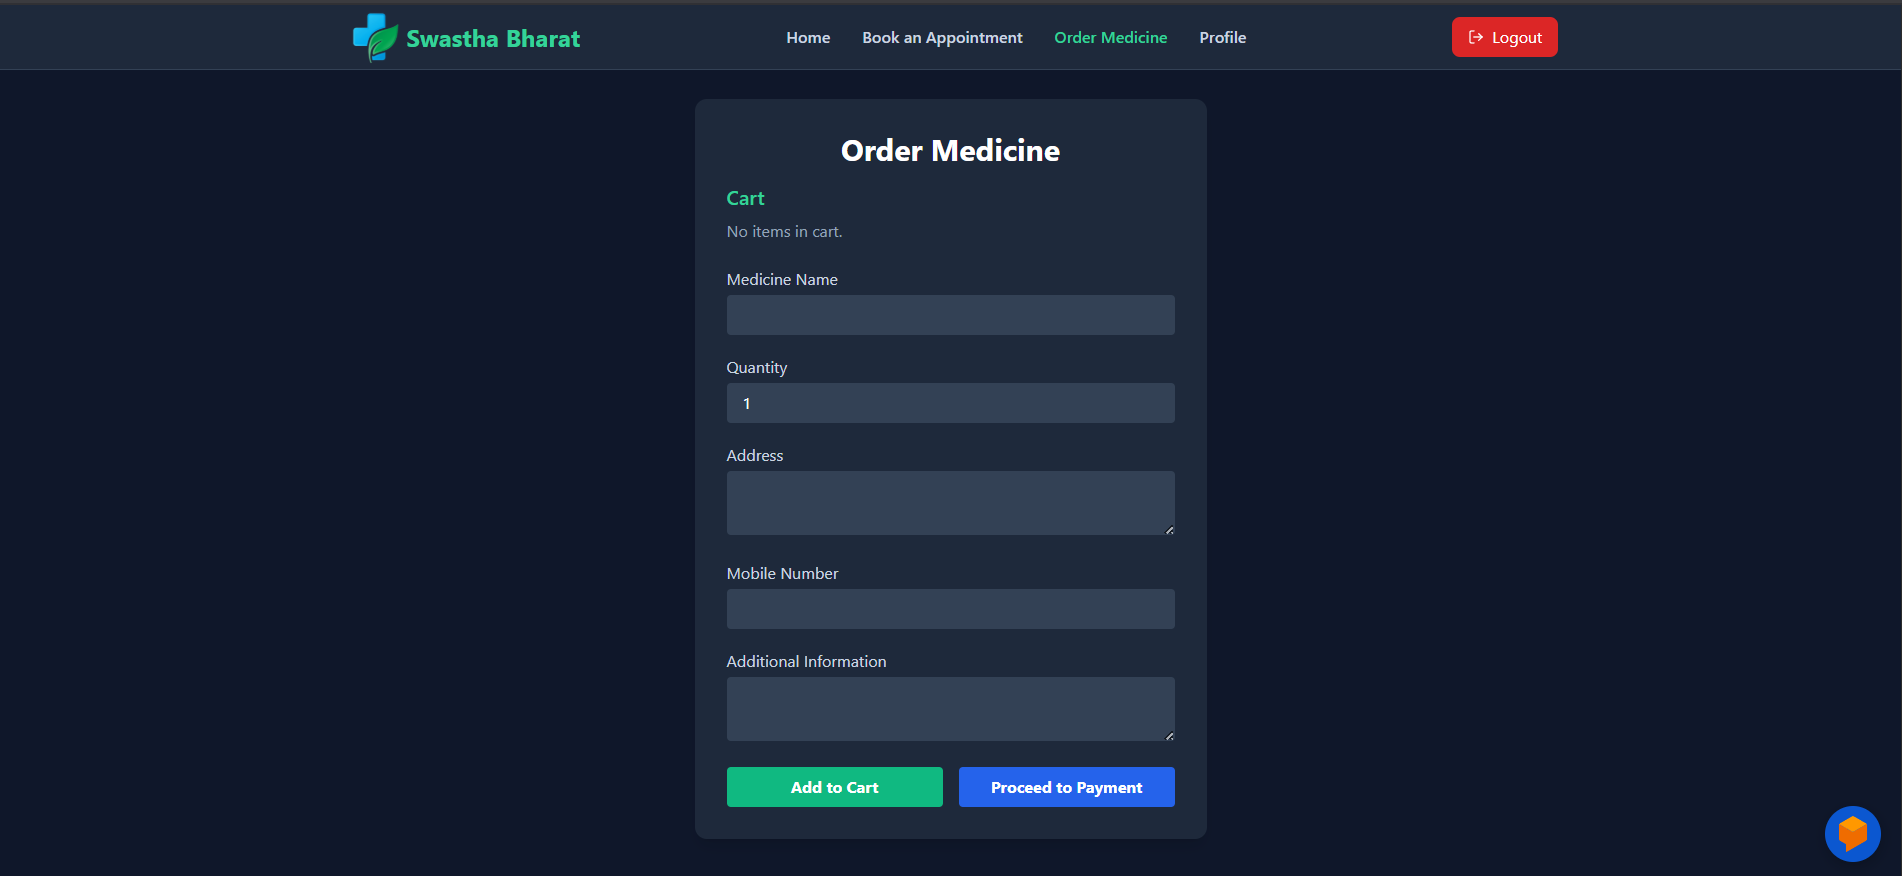 Swastha Bharat
Home Book an Appointment Order Medicine Profile
Logout
Order Medicine
Cart
No items in cart.
Medicine Name
Quantity
1
Address
Mobile Number
Additional Information
Add to Cart Proceed to Payment